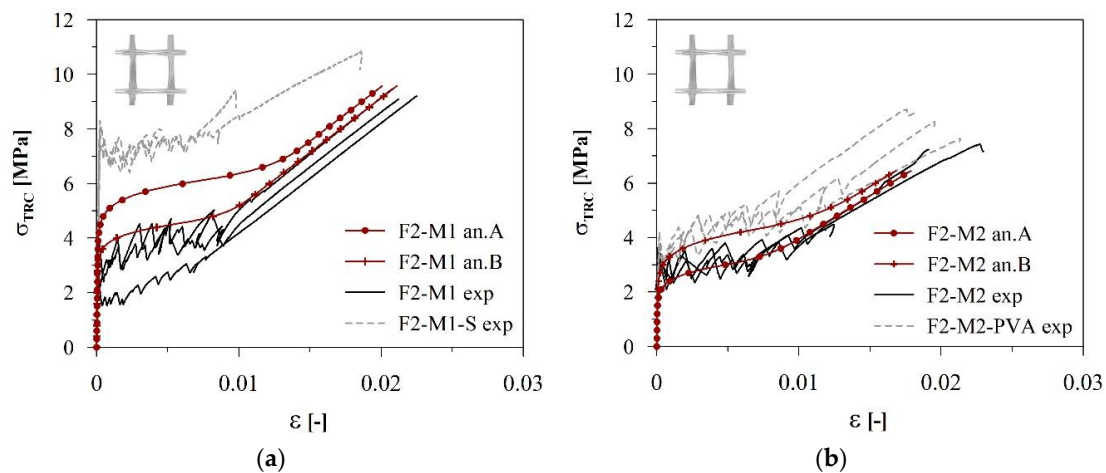 12
10
8
6
4
2
0
σTRC [MPa]
0
0.01
0.02
0.03
ε [-]
F2-M1 an.A
F2-M1 an.B
F2-M1 exp
F2-M1-S exp
(a)
12
10
8
6
4
2
0
σTRC [MPa]
0
0.01
0.02
0.03
ε [-]
F2-M2 an.A
F2-M2 an.B
F2-M2 exp
F2-M2-PVA exp
(b)